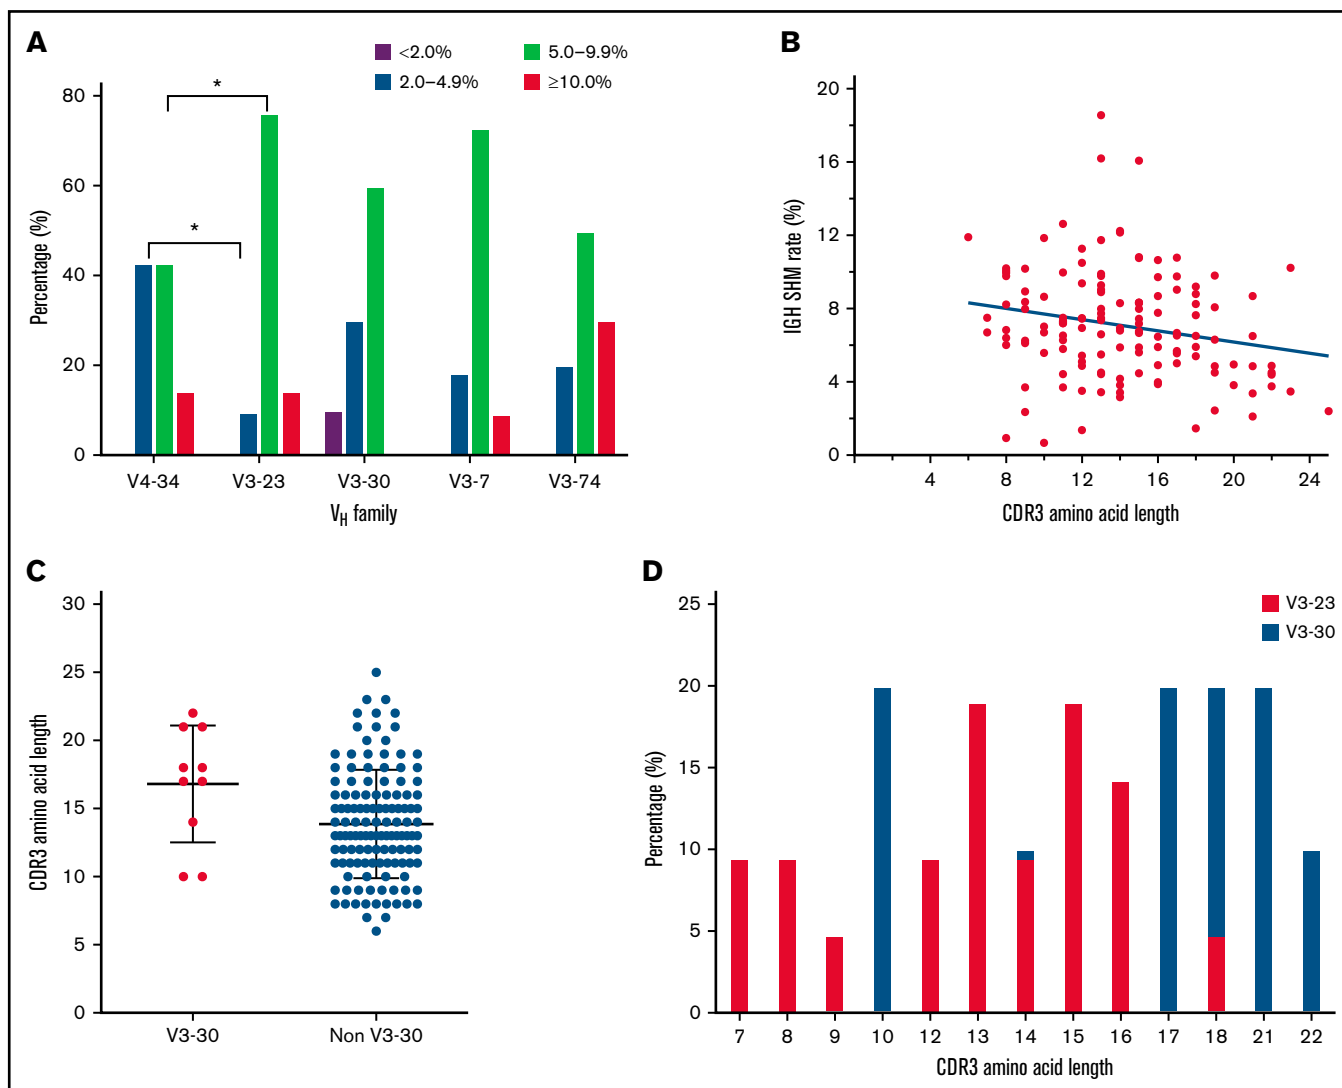 A
<2.0%
5.0–9.9%
2.0–4.9%
≥10.0%
*
*
80
60
40
20
0
Percentage (%)
V4-34 V3-23 V3-30 V3-7 V3-74
VH family
B
20
16
12
8
4
0
IGH SHM rate (%)
4 8 12 16 20 24
CDR3 amino acid length
C
30
25
20
15
10
5
0
CDR3 amino acid length
V3-30 Non V3-30
D
V3-23
V3-30
25
20
15
10
5
0
Percentage (%)
7 8 9 10 12 13 14 15 16 17 18 21 22
CDR3 amino acid length